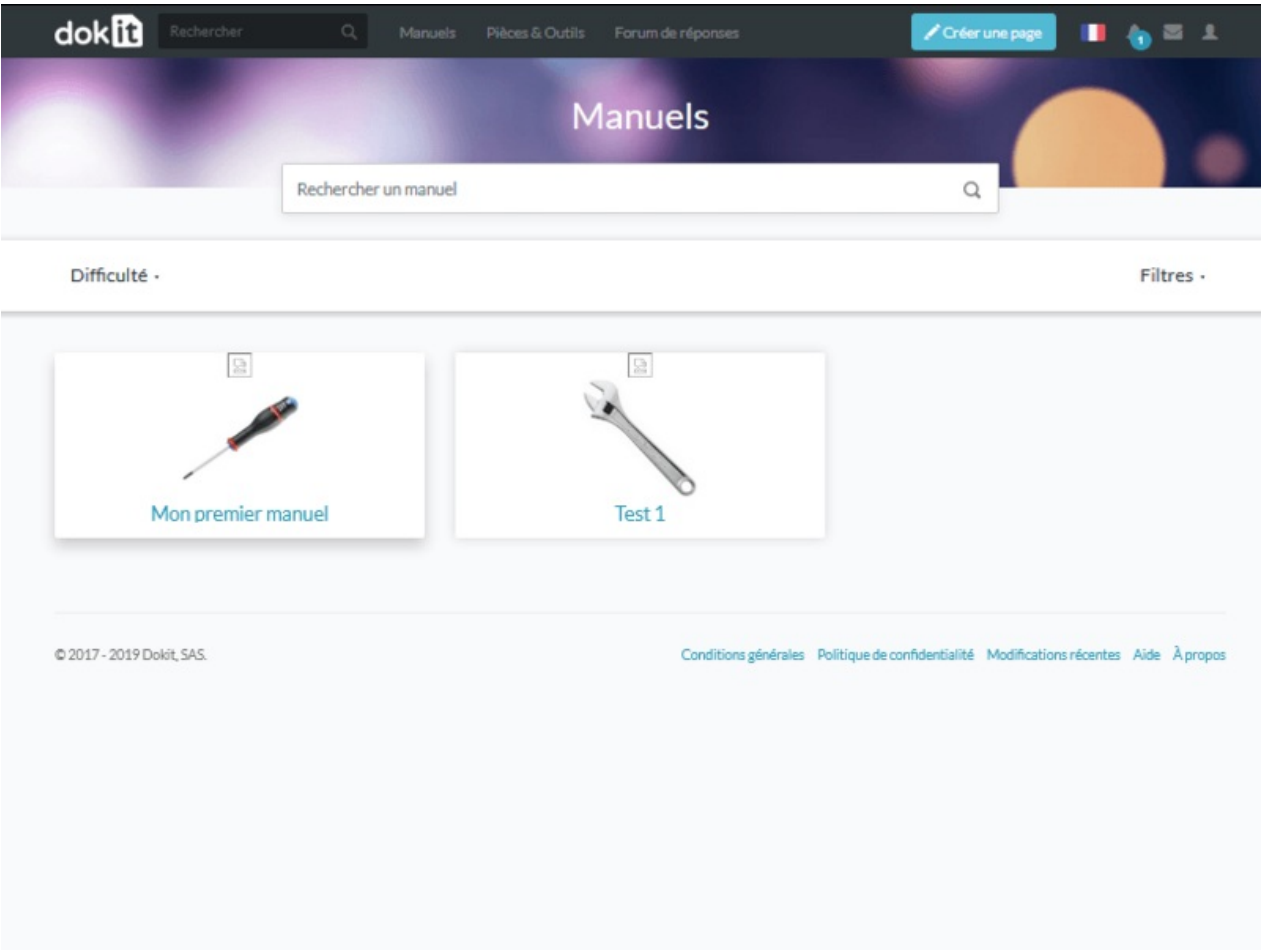 dokit Rechercher Manuels Pièces & Outils Forum de réponses Créer une page 1
Manuels
Rechercher un manuel
Difficulté
Filtres
Mon premier manuel
Test 1
© 2017 - 2019 Dokit, SAS.
Conditions générales Politique de confidentialité Modifications récentes Aide À propos